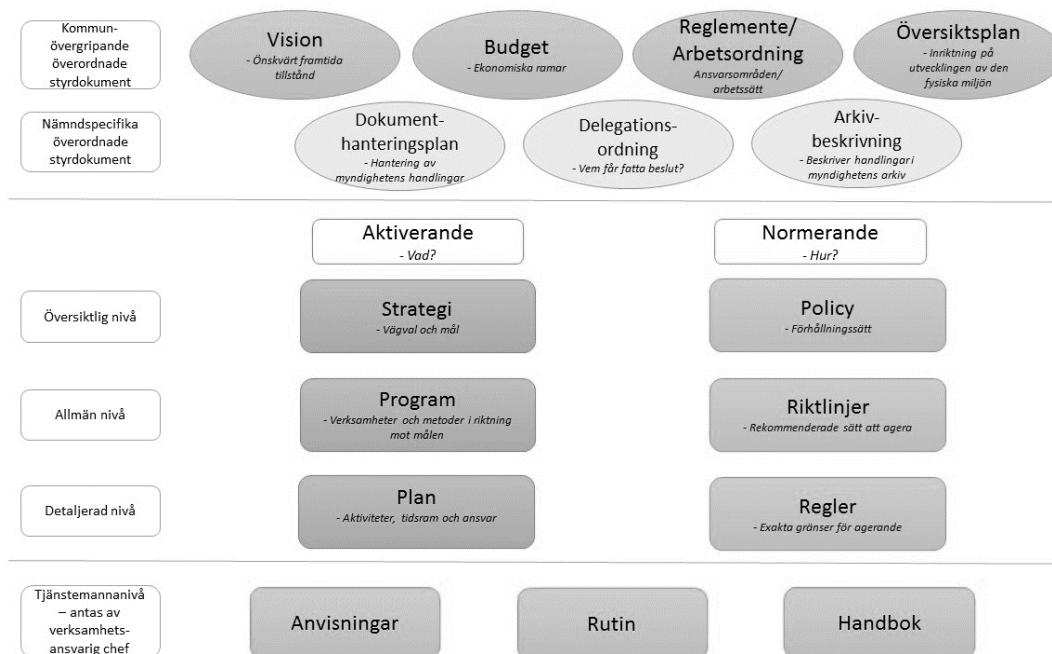 Kommun-
övergripande
överordnade
styrdokument
Vision
- Önskvärt framtida
tillstånd
Budget
- Ekonomiska ramar
Reglemente/
Arbetsordning
Ansvarsområden/
arbetssätt
Översiktsplan
- Inriktning på
utvecklingen av den
fysiska miljön
Nämndspecifika
överordnade
styrdokument
Dokument-
hanteringsplan
- Hantering av
myndighetens handlingar
Delegations-
ordning
- Vem får fatta beslut?
Arkiv-
beskrivning
- Beskriver handlingar i
myndighetens arkiv
Aktiverande
- Vad?
Normerande
- Hur?
Översiktlig nivå
Strategi
- Vägval och mål
Policy
- Förhållningssätt
Allmän nivå
Program
- Verksamheter och metoder i riktning
mot målen
Riktlinjer
- Rekommenderade sätt att agera
Detaljerad nivå
Plan
- Aktiviteter, tidsram och ansvar
Regler
- Exakta gränser för agerande
Tjänstemannanivå
– antas av
verksamhets-
ansvarig chef
Anvisningar
Rutin
Handbok